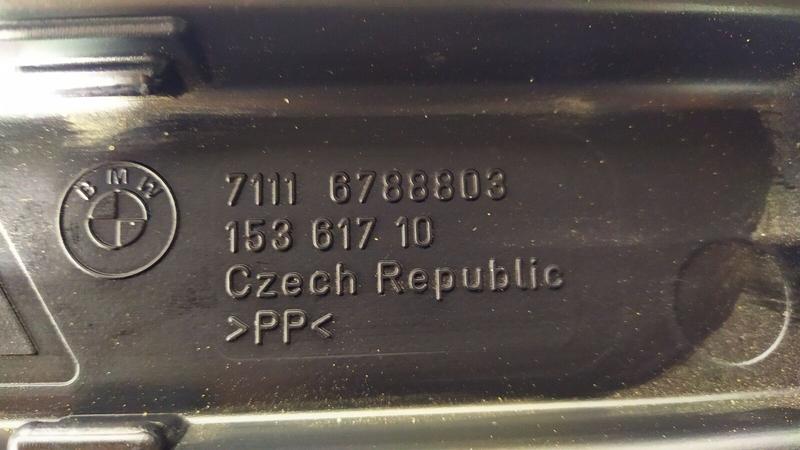 BMW
7111 6788803
153 617 10
Czech Republic
>PP<